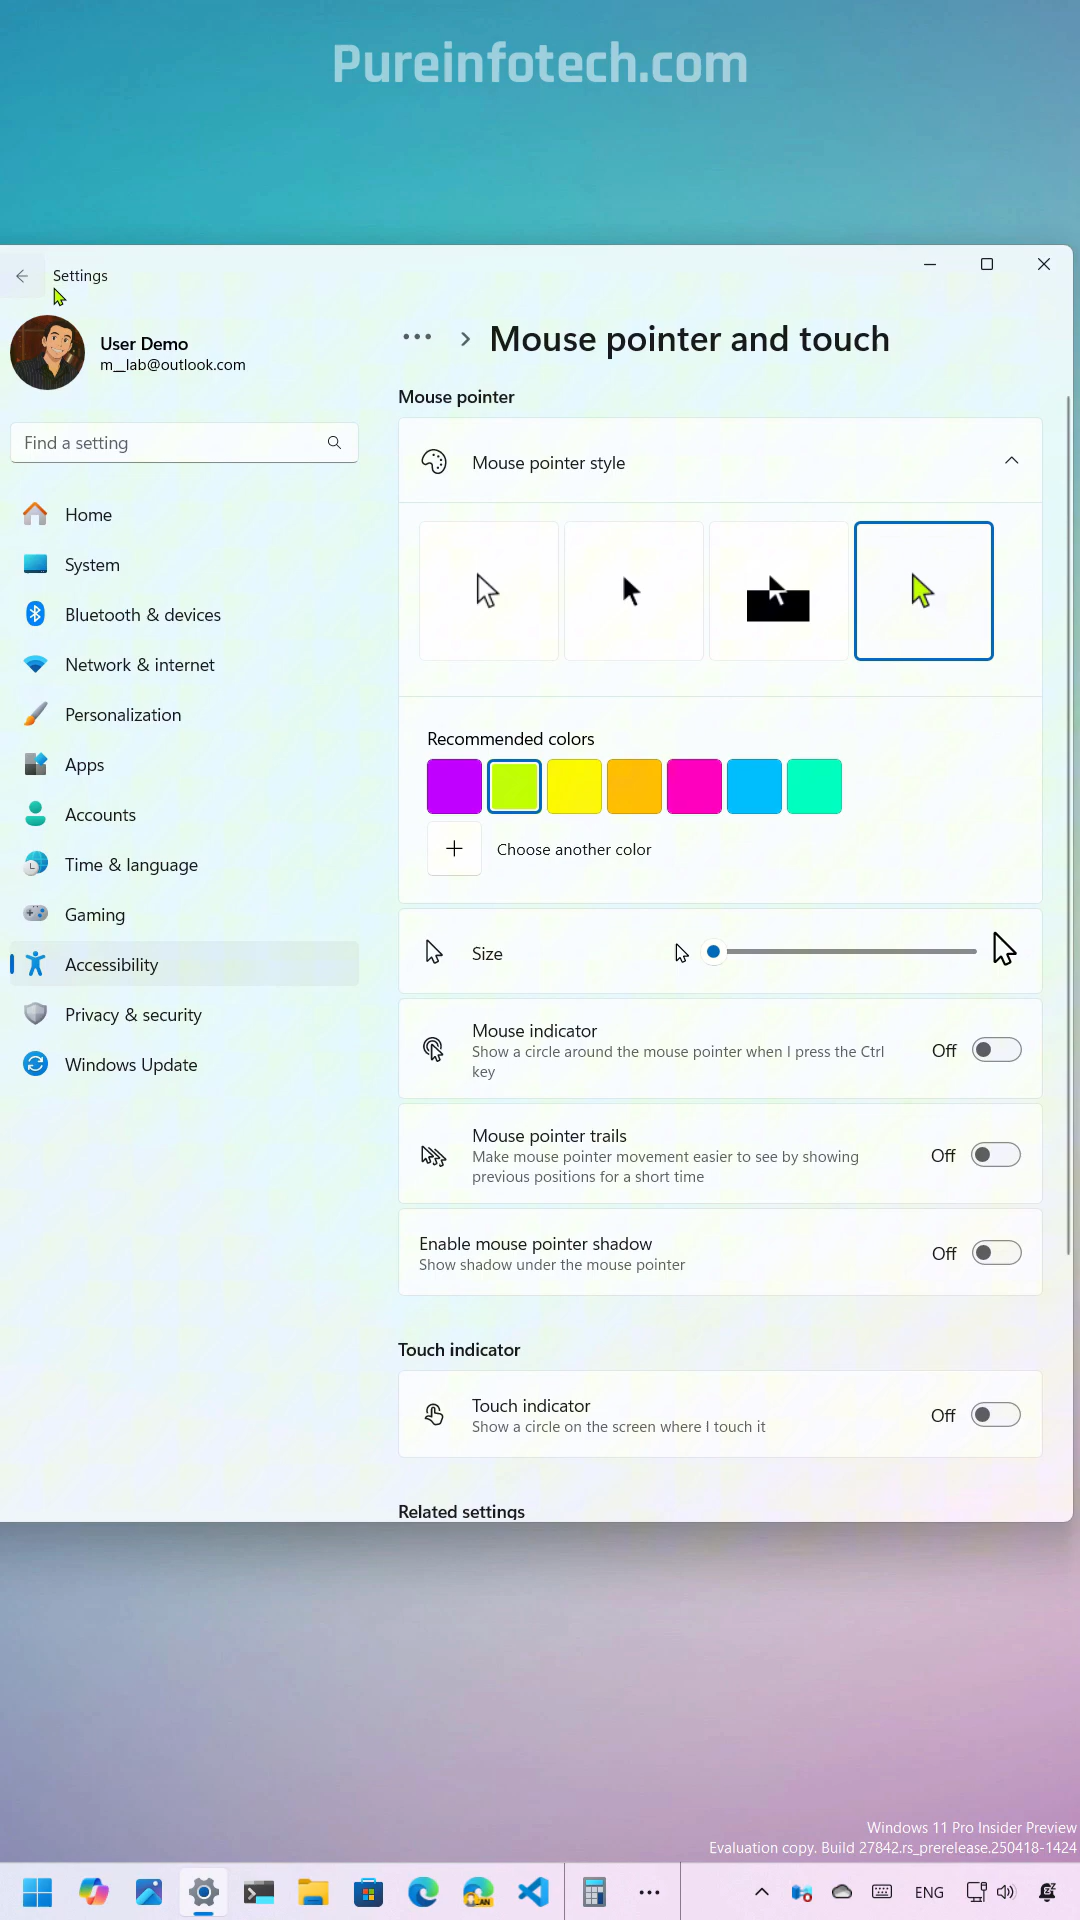 Pureinfotech.com
Settings
User Demo
m__lab@outlook.com
Find a setting
Home
System
Bluetooth & devices
Network & internet
Personalization
Apps
Accounts
Time & language
Gaming
Accessibility
Privacy & security
Windows Update
Mouse pointer and touch
Mouse pointer
Mouse pointer style
Recommended colors
Choose another color
Size
Mouse indicator
Show a circle around the mouse pointer when I press the Ctrl
key
Off
Mouse pointer trails
Make mouse pointer movement easier to see by showing
previous positions for a short time
Off
Enable mouse pointer shadow
Show shadow under the mouse pointer
Off
Touch indicator
Touch indicator
Show a circle on the screen where I touch it
Off
Related settings
Windows 11 Pro Insider Preview
Evaluation copy. Build 27842.rs_prerelease.250418-1424
CAN
ENG